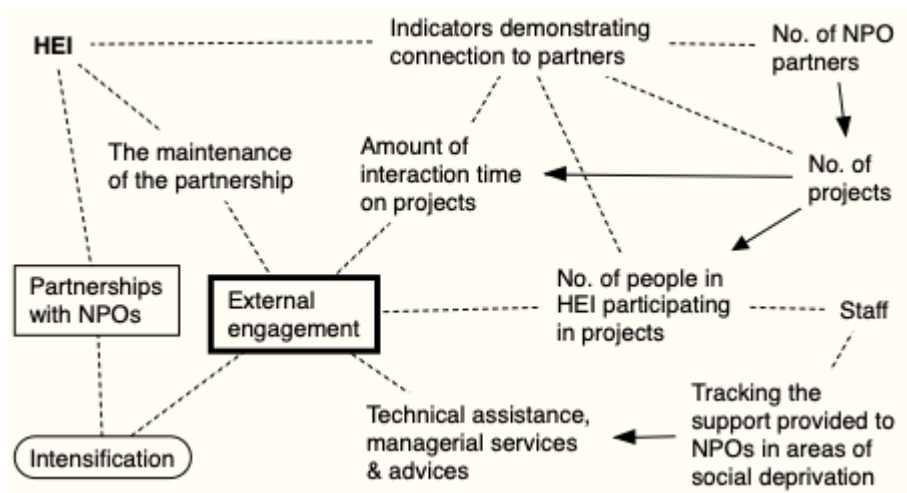 HEI
Indicators demonstrating
connection to partners
No. of NPO
partners
The maintenance
of the partnership
Amount of
interaction time
on projects
No. of
projects
Partnerships
with NPOs
External
engagement
No. of people in
HEI participating
in projects
Staff
Intensification
Technical assistance,
managerial services
& advices
Tracking the
support provided to
NPOs in areas of
social deprivation